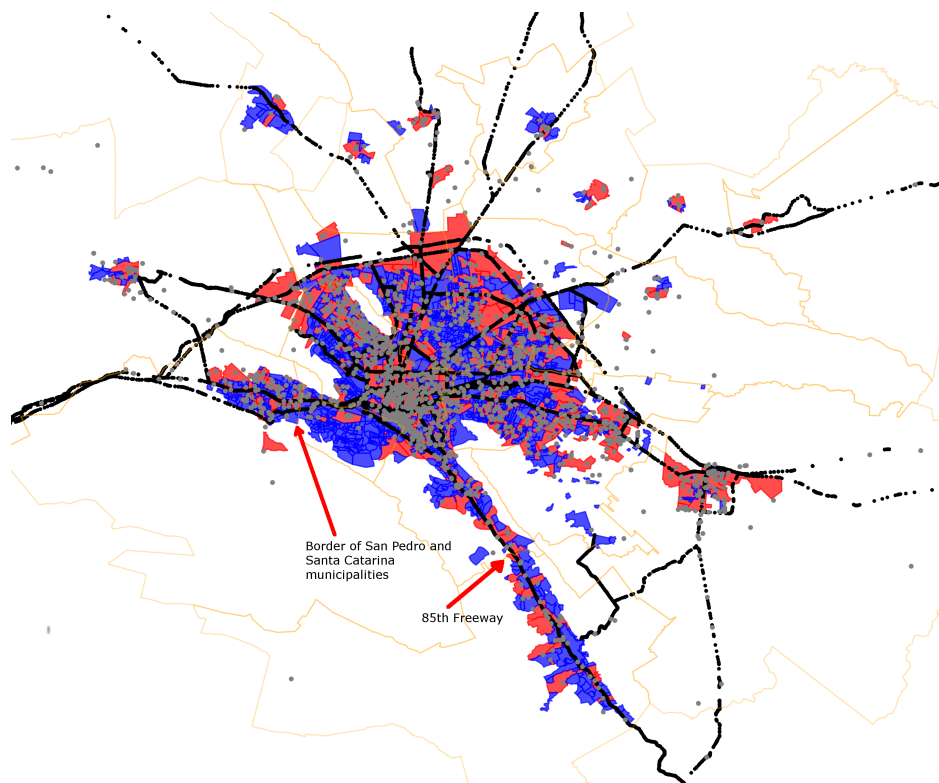 Border of San Pedro and
Santa Catarina
municipalities
85th Freeway